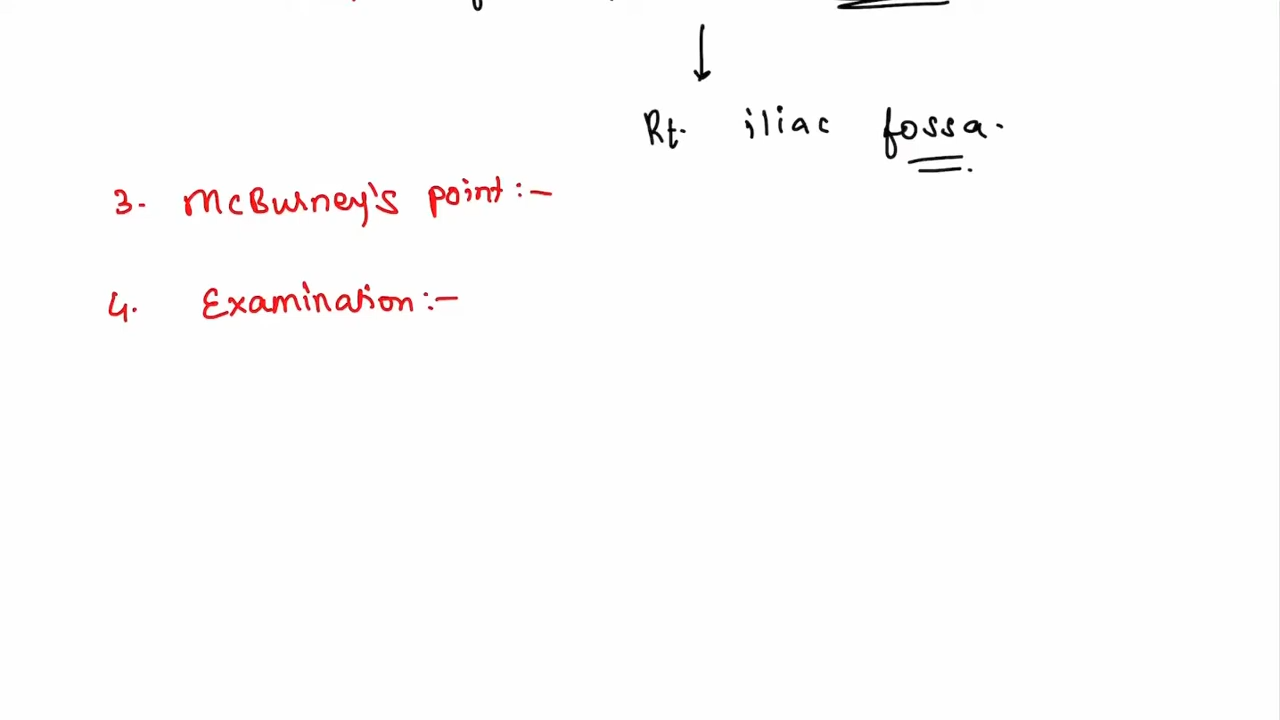 ↓
Rt. iliac fossa.
3. McBurney's point :-
4. Examination :-